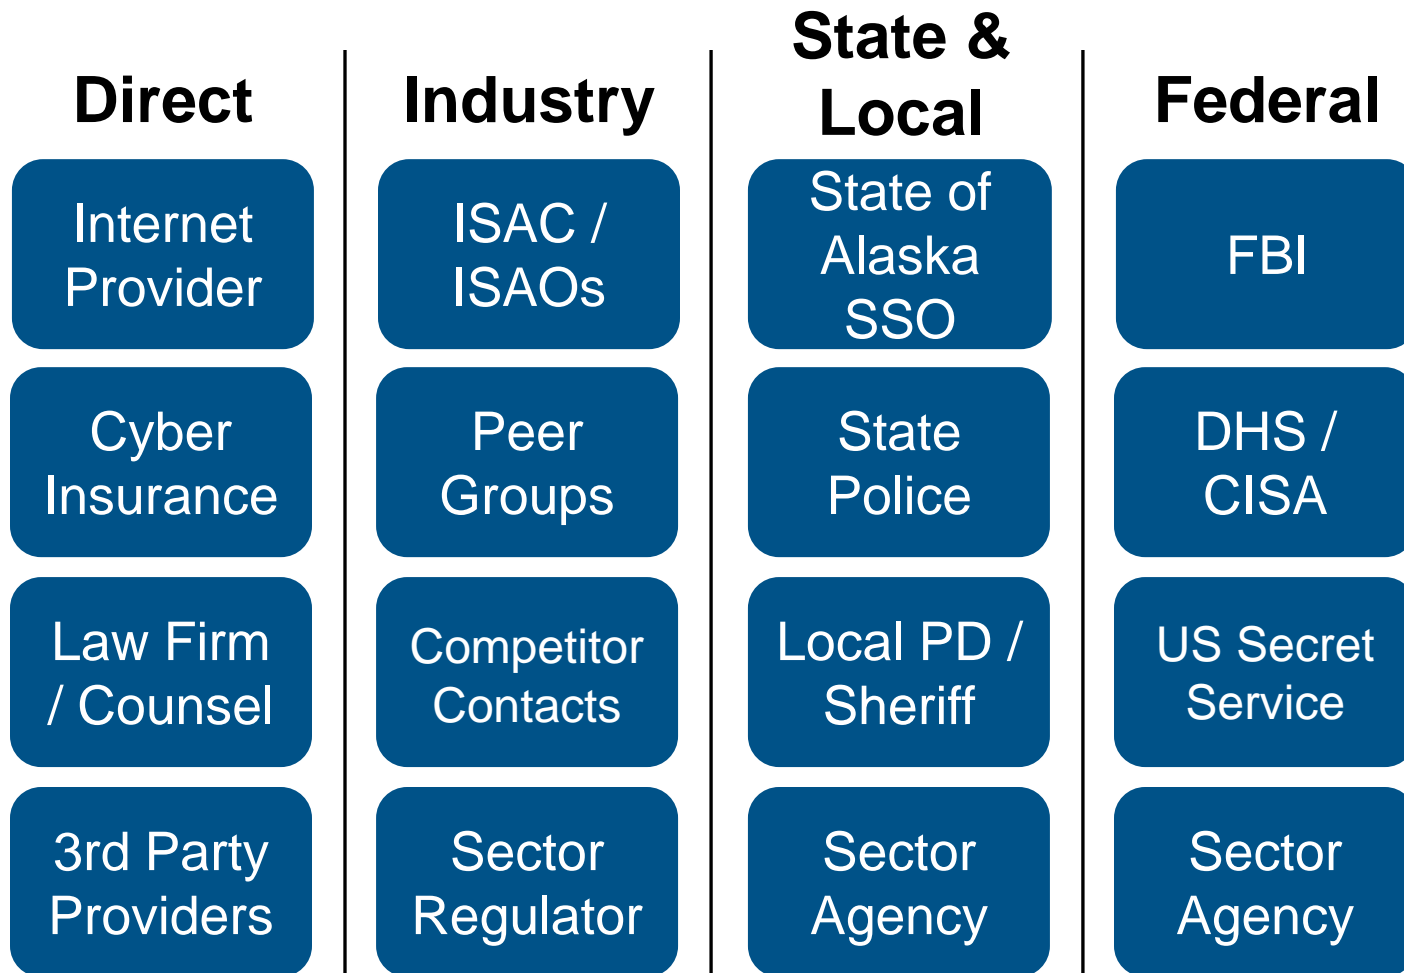 Direct
Industry
State &
Local
Federal
Internet
Provider
ISAC /
ISAOs
State of
Alaska
SSO
FBI
Cyber
Insurance
Peer
Groups
State
Police
DHS /
CISA
Law Firm
/ Counsel
Competitor
Contacts
Local PD /
Sheriff
US Secret
Service
3rd Party
Providers
Sector
Regulator
Sector
Agency
Sector
Agency